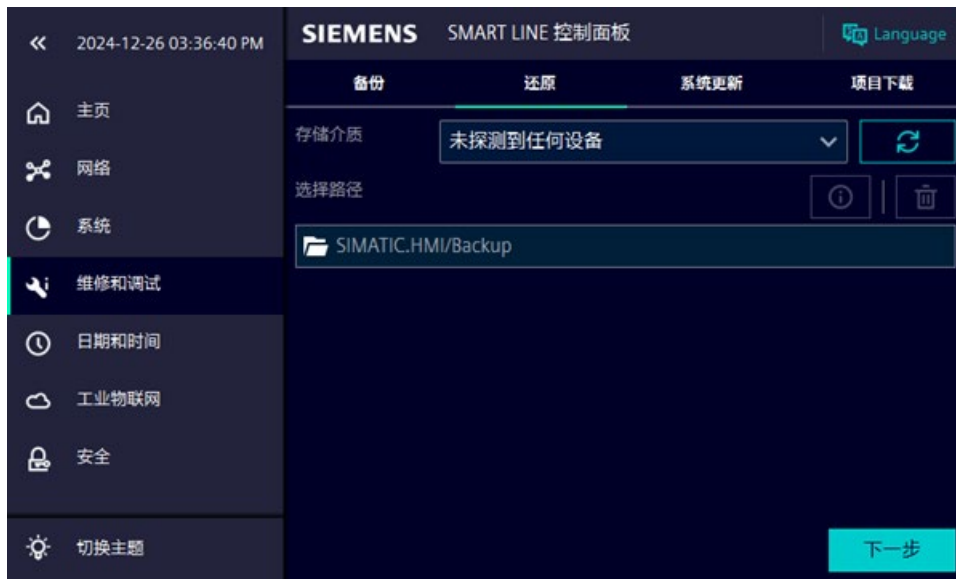 2024-12-26 03:36:40 PM
SIEMENS SMART LINE 控制面板
Language
主页
网络
系统
维修和调试
日期和时间
工业物联网
安全
切换主题
备份 还原 系统更新 项目下载
存储介质 未探测到任何设备
选择路径
SIMATIC.HMI/Backup
下一步